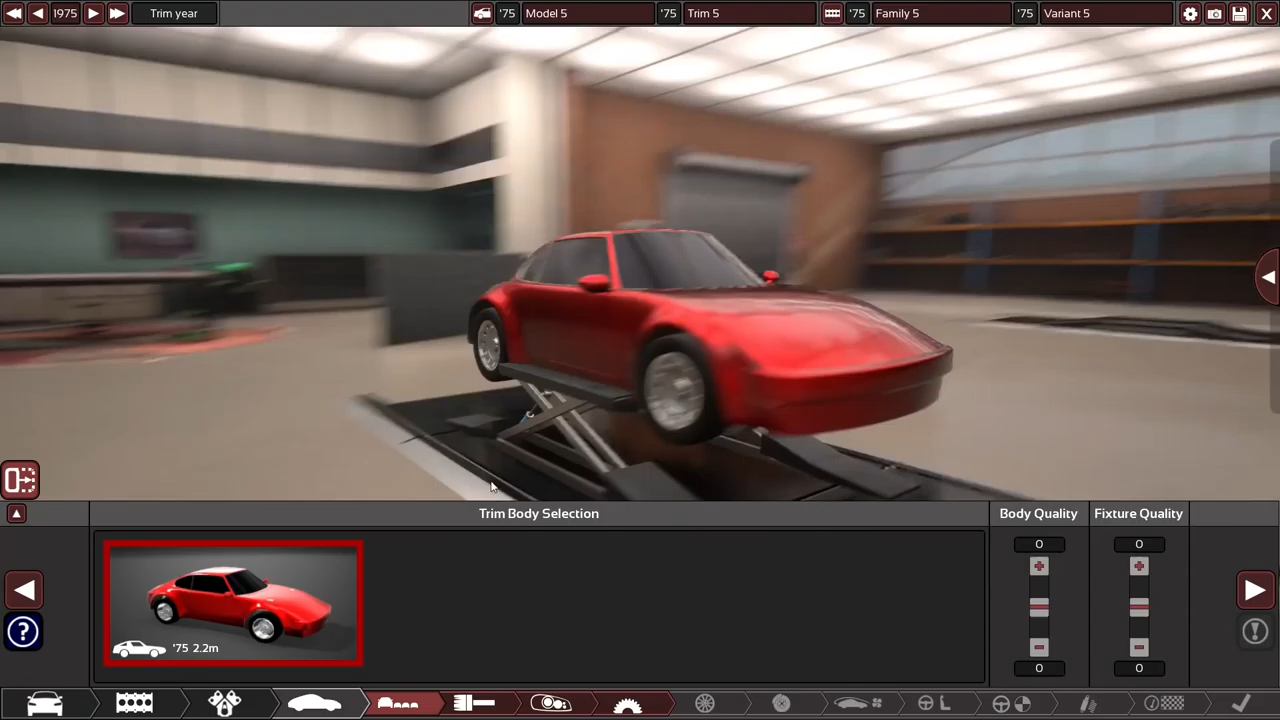 1975 Trim year '75 Model 5 '75 Trim 5 '75 Family 5 '75 Variant 5
Trim Body Selection Body Quality Fixture Quality
0 0
'75 2.2m
0 0